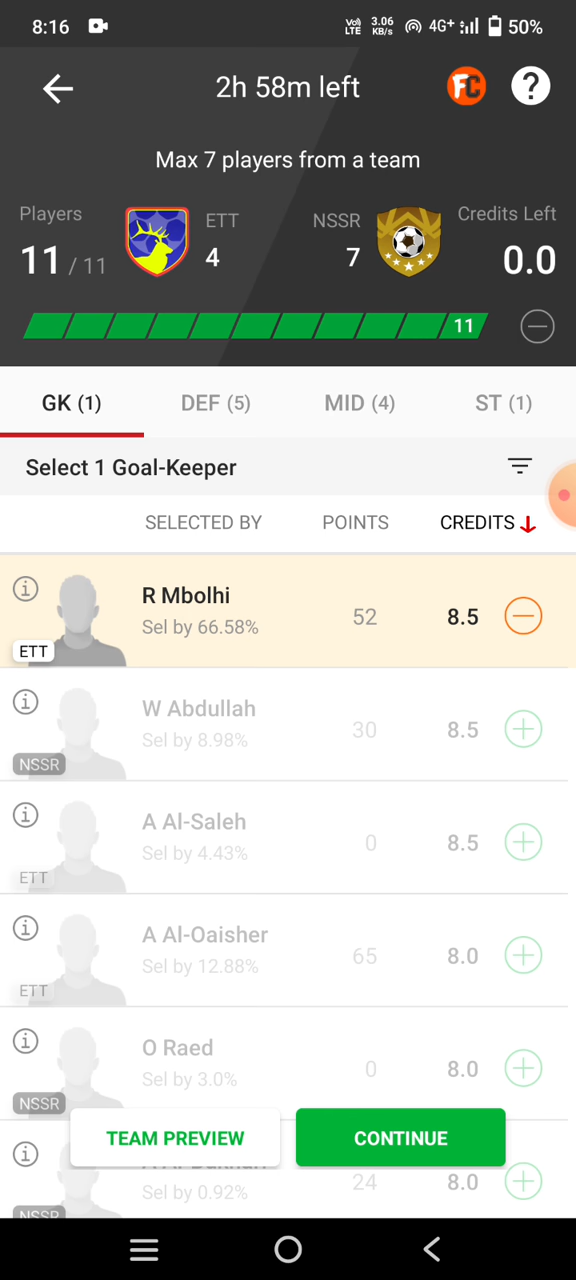 8:16 Vo) LTE 3.06 KB/s 4G+ 50%
2h 58m left FC ?
Max 7 players from a team
Players ETT NSSR Credits Left
11 / 11 4 7 0.0
11
GK (1) DEF (5) MID (4) ST (1)
Select 1 Goal-Keeper
SELECTED BY POINTS CREDITS
R Mbolhi
Sel by 66.58% 52 8.5
ETT
W Abdullah
Sel by 8.98% 30 8.5
NSSR
A Al-Saleh
Sel by 4.43% 0 8.5
ETT
A Al-Oaisher
Sel by 12.88% 65 8.0
ETT
O Raed
Sel by 3.0% 0 8.0
NSSR
TEAM PREVIEW CONTINUE
Sel by 0.92% 24 8.0
NSSR